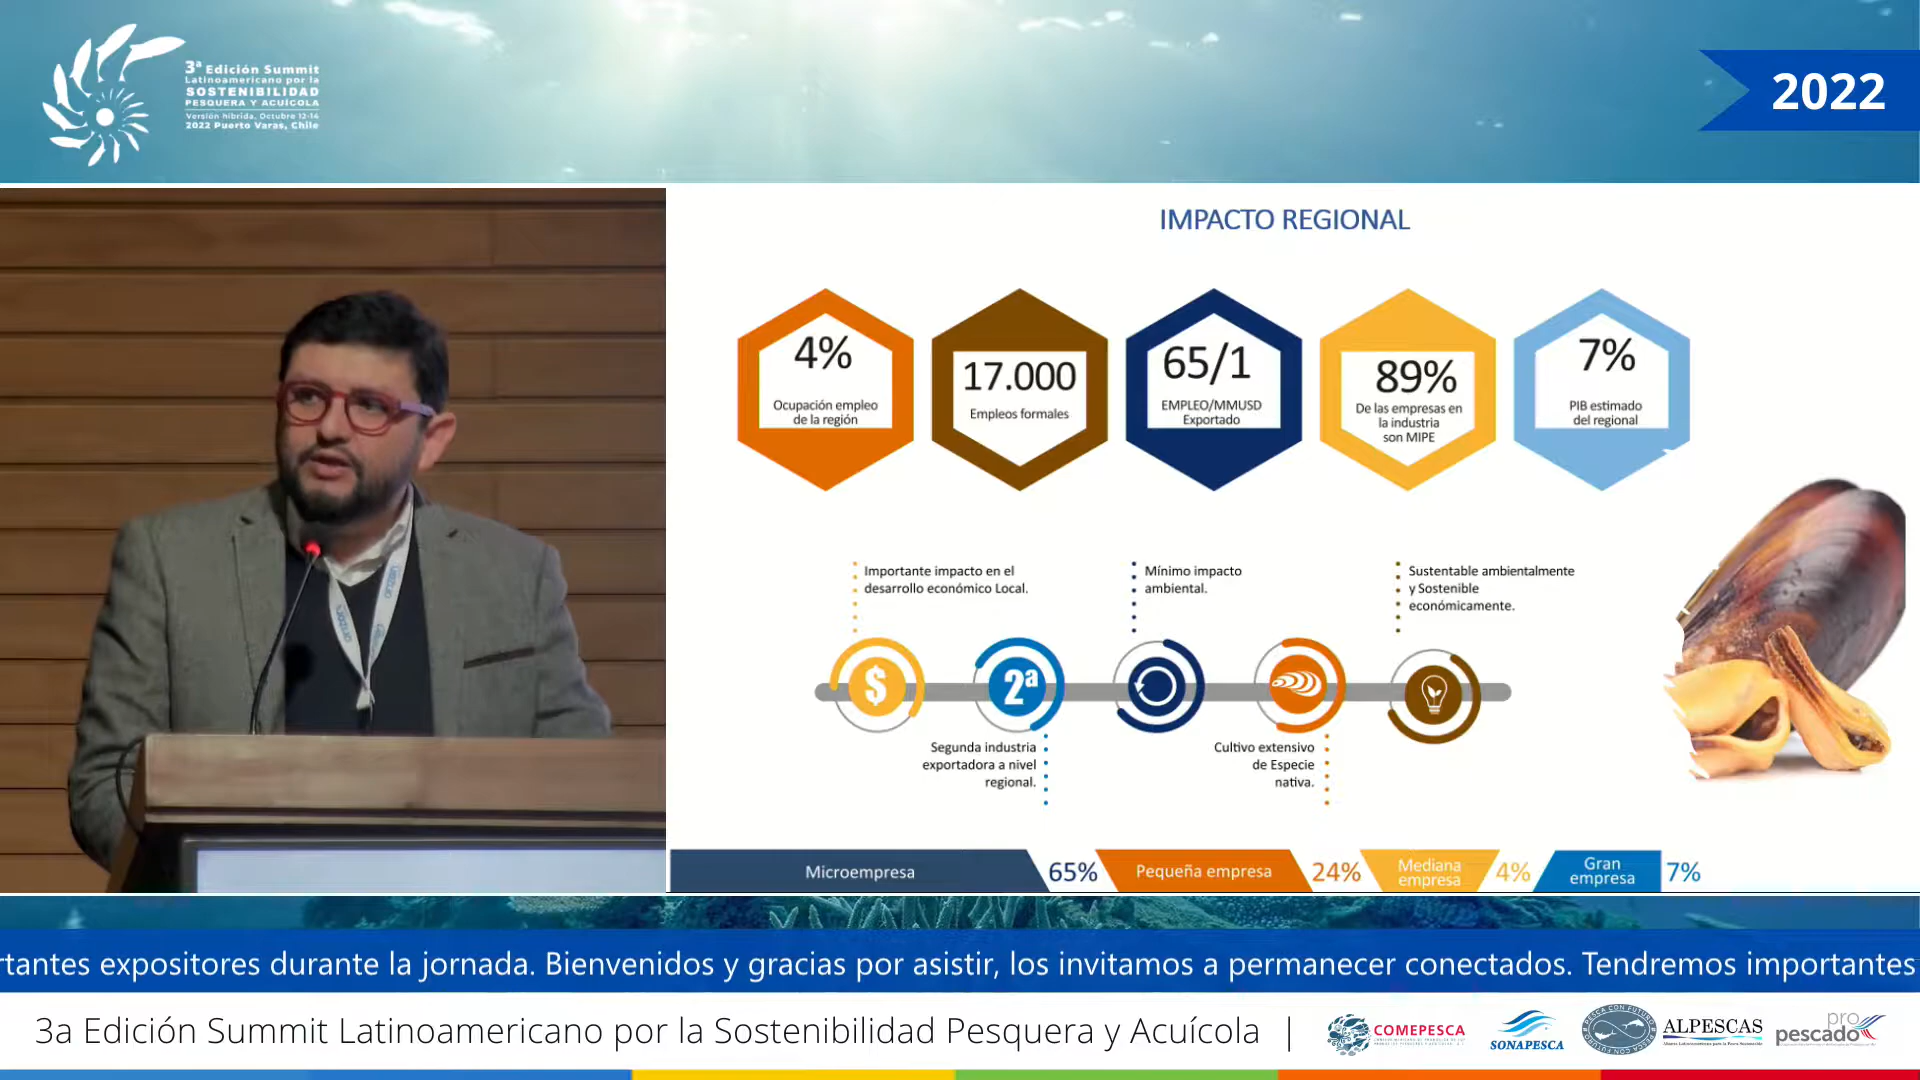 3ª Edición Summit
Latinoamericano por la
SOSTENIBILIDAD
PESQUERA Y ACUÍCOLA
Versión híbrida, Octubre 12-14
2022 Puerto Varas, Chile
2022
IMPACTO REGIONAL
4%
Ocupación empleo
de la región
17.000
Empleos formales
65/1
EMPLEO/MMUSD
Exportado
89%
De las empresas en
la industria
son MIPE
7%
PIB estimado
del regional
Importante impacto en el
desarrollo económico Local.
Mínimo impacto
ambiental.
Sustentable ambientalmente
y Sostenible
económicamente.
$
2ª
Segunda industria
exportadora a nivel
regional.
Cultivo extensivo
de Especie
nativa.
Microempresa
65%
Pequeña empresa
24%
Mediana
empresa
4%
Gran
empresa
7%
rtantes expositores durante la jornada. Bienvenidos y gracias por asistir, los invitamos a permanecer conectados. Tendremos importantes
3a Edición Summit Latinoamericano por la Sostenibilidad Pesquera y Acuícola |
COMEPESCA
SONAPESCA
PESCA CON FUTURO
ALPESCAS
pro
pescado